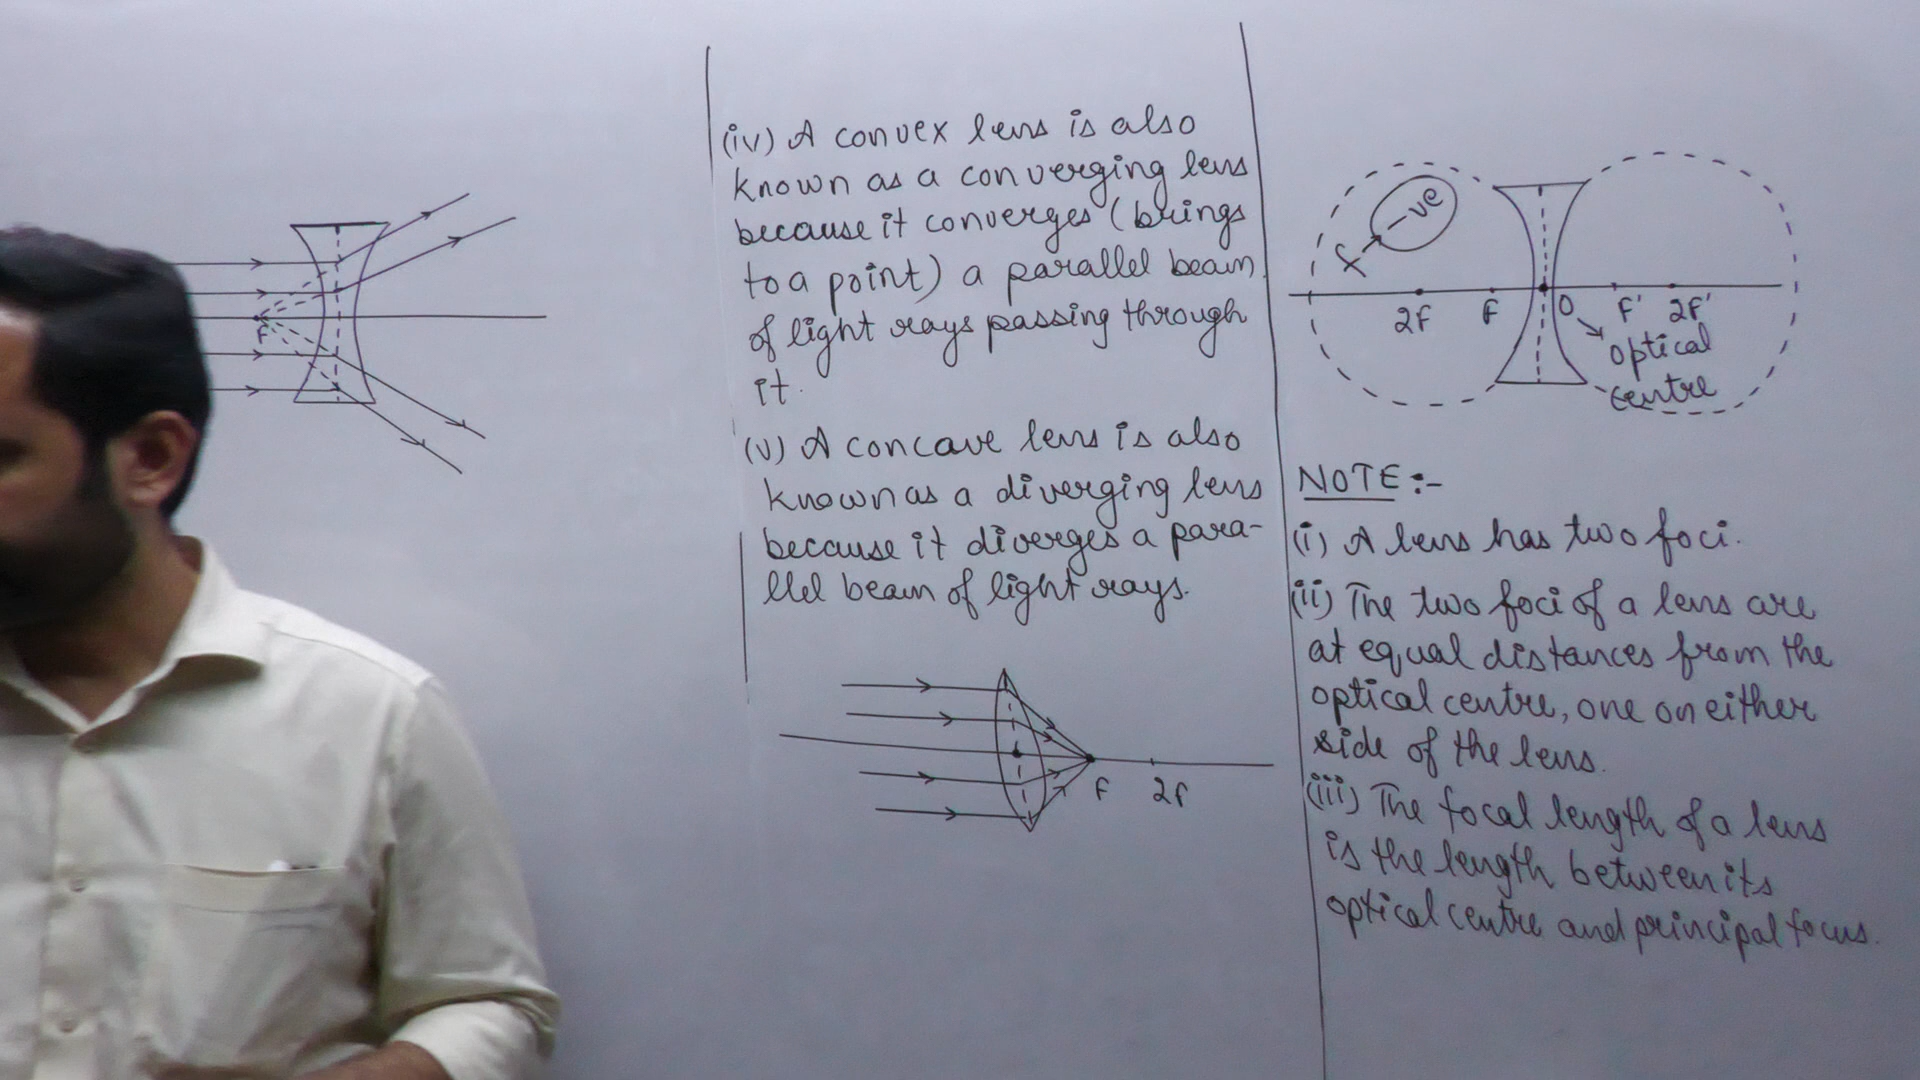 F
(iv) A convex lens is also
known as a converging lens
because it converges (brings
to a point) a parallel beam
of light rays passing through
it.
(v) A concave lens is also
known as a diverging lens
because it diverges a para-
llel beam of light rays.
F 2F
f → -ve
2F F O F' 2F'
optical
centre
NOTE :-
(i) A lens has two foci.
(ii) The two foci of a lens are
at equal distances from the
optical centre, one on either
side of the lens.
(iii) The focal length of a lens
is the length between its
optical centre and principal focus.